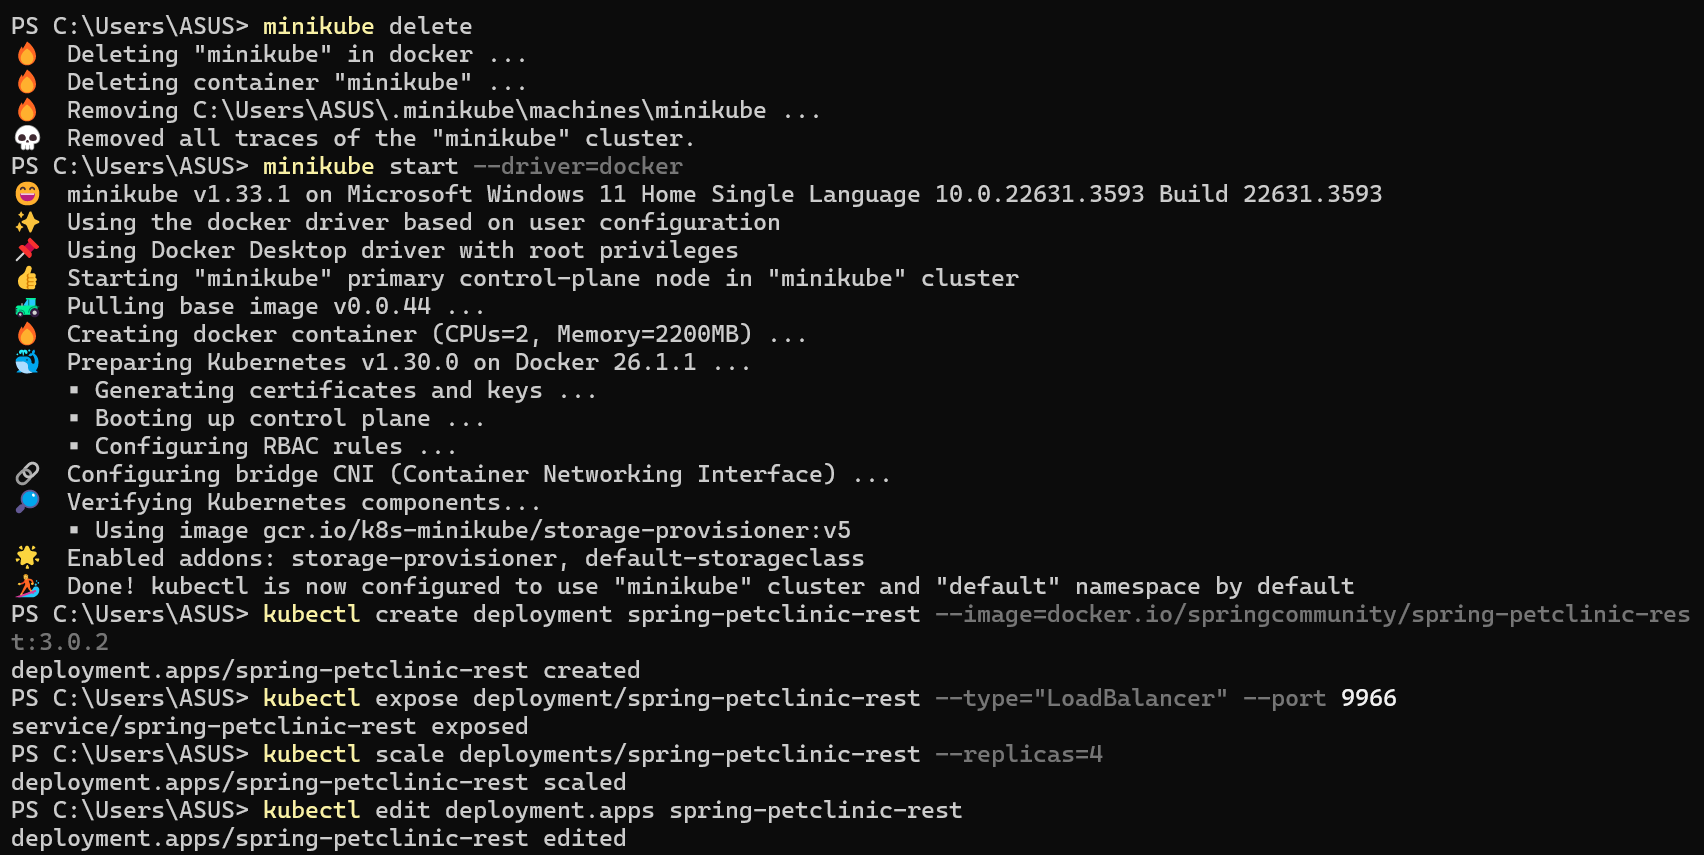 PS C:\Users\ASUS> minikube delete
🔥  Deleting "minikube" in docker ...
🔥  Deleting container "minikube" ...
🔥  Removing C:\Users\ASUS\.minikube\machines\minikube ...
💀  Removed all traces of the "minikube" cluster.
PS C:\Users\ASUS> minikube start --driver=docker
😄  minikube v1.33.1 on Microsoft Windows 11 Home Single Language 10.0.22631.3593 Build 22631.3593
✨  Using the docker driver based on user configuration
📌  Using Docker Desktop driver with root privileges
👍  Starting "minikube" primary control-plane node in "minikube" cluster
🚜  Pulling base image v0.0.44 ...
🔥  Creating docker container (CPUs=2, Memory=2200MB) ...
🐳  Preparing Kubernetes v1.30.0 on Docker 26.1.1 ...
    ▪ Generating certificates and keys ...
    ▪ Booting up control plane ...
    ▪ Configuring RBAC rules ...
🔗  Configuring bridge CNI (Container Networking Interface) ...
🔎  Verifying Kubernetes components...
    ▪ Using image gcr.io/k8s-minikube/storage-provisioner:v5
🌟  Enabled addons: storage-provisioner, default-storageclass
🏄  Done! kubectl is now configured to use "minikube" cluster and "default" namespace by default
PS C:\Users\ASUS> kubectl create deployment spring-petclinic-rest --image=docker.io/springcommunity/spring-petclinic-res
t:3.0.2
deployment.apps/spring-petclinic-rest created
PS C:\Users\ASUS> kubectl expose deployment/spring-petclinic-rest --type="LoadBalancer" --port 9966
service/spring-petclinic-rest exposed
PS C:\Users\ASUS> kubectl scale deployments/spring-petclinic-rest --replicas=4
deployment.apps/spring-petclinic-rest scaled
PS C:\Users\ASUS> kubectl edit deployment.apps spring-petclinic-rest
deployment.apps/spring-petclinic-rest edited